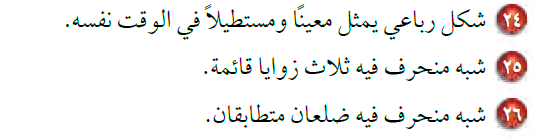 ٢٤ شكل رباعي يمثل معينًا ومستطيلاً في الوقت نفسه.
٢٥ شبه منحرف فيه ثلاث زوايا قائمة.
٢٦ شبه منحرف فيه ضلعان متطابقان.